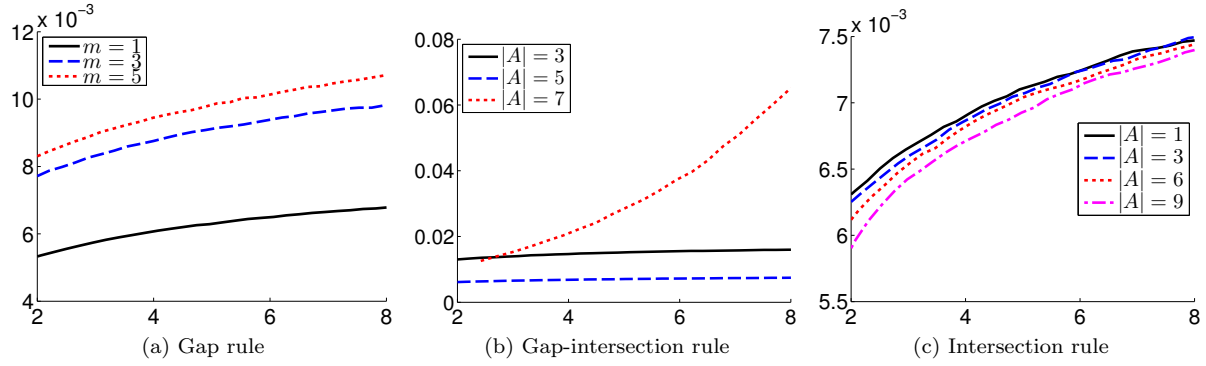 x 10⁻³
12
10
8
6
4
2 4 6 8
m = 1
m = 3
m = 5
(a) Gap rule
0.08
0.06
0.04
0.02
0
2 4 6 8
|A| = 3
|A| = 5
|A| = 7
(b) Gap-intersection rule
x 10⁻³
7.5
7
6.5
6
5.5
2 4 6 8
|A| = 1
|A| = 3
|A| = 6
|A| = 9
(c) Intersection rule